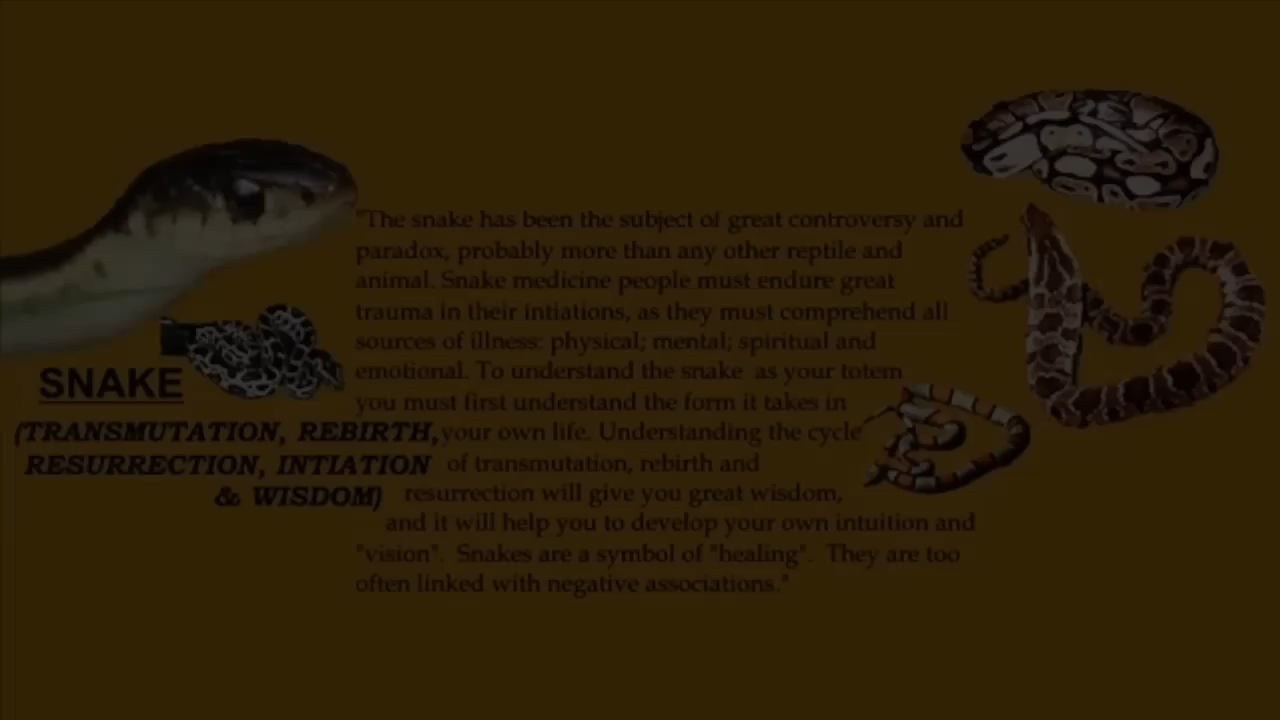 "The snake has been the subject of great controversy and
paradox, probably more than any other reptile and
animal. Snake medicine people must endure great
trauma in their intiations, as they must comprehend all
sources of illness: physical; mental; spiritual and
emotional. To understand the snake as your totem
you must first understand the form it takes in
your own life. Understanding the cycle
of transmutation, rebirth and
resurrection will give you great wisdom,
and it will help you to develop your own intuition and
"vision". Snakes are a symbol of "healing". They are too
often linked with negative associations."
SNAKE
(TRANSMUTATION, REBIRTH,
RESURRECTION, INTIATION
& WISDOM)